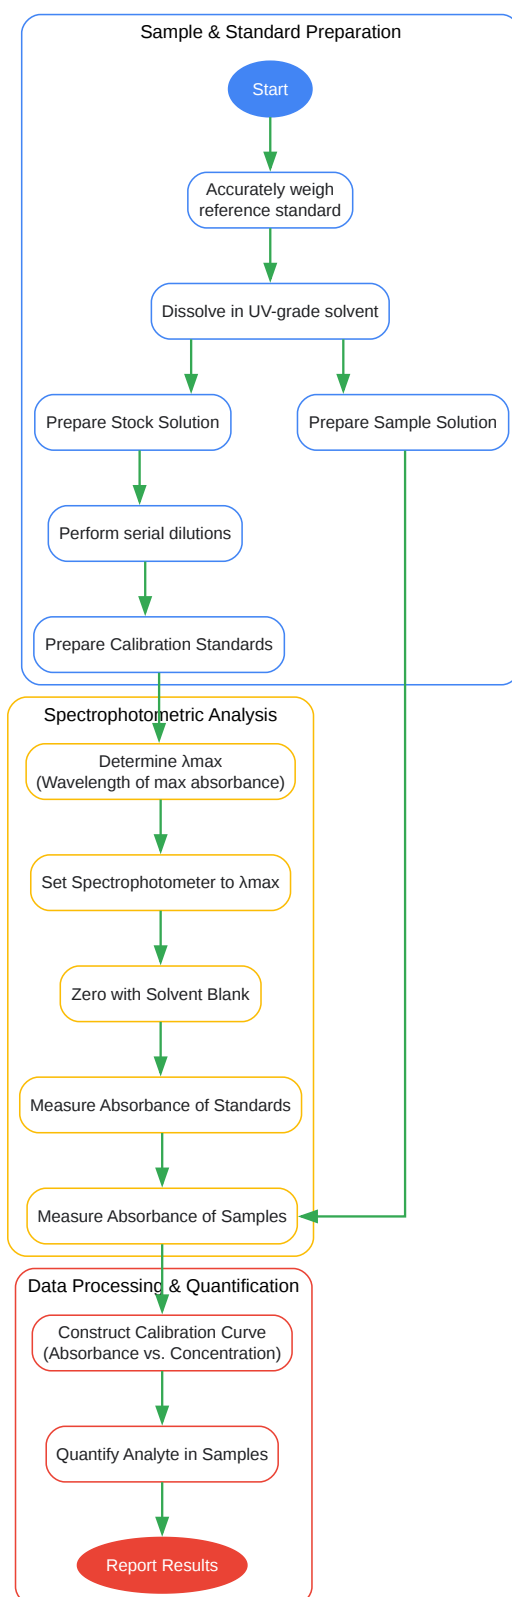 Sample & Standard Preparation
Start
Accurately weigh
reference standard
Dissolve in UV-grade solvent
Prepare Stock Solution
Prepare Sample Solution
Perform serial dilutions
Prepare Calibration Standards
Spectrophotometric Analysis
Determine λmax
(Wavelength of max absorbance)
Set Spectrophotometer to λmax
Zero with Solvent Blank
Measure Absorbance of Standards
Measure Absorbance of Samples
Data Processing & Quantification
Construct Calibration Curve
(Absorbance vs. Concentration)
Quantify Analyte in Samples
Report Results